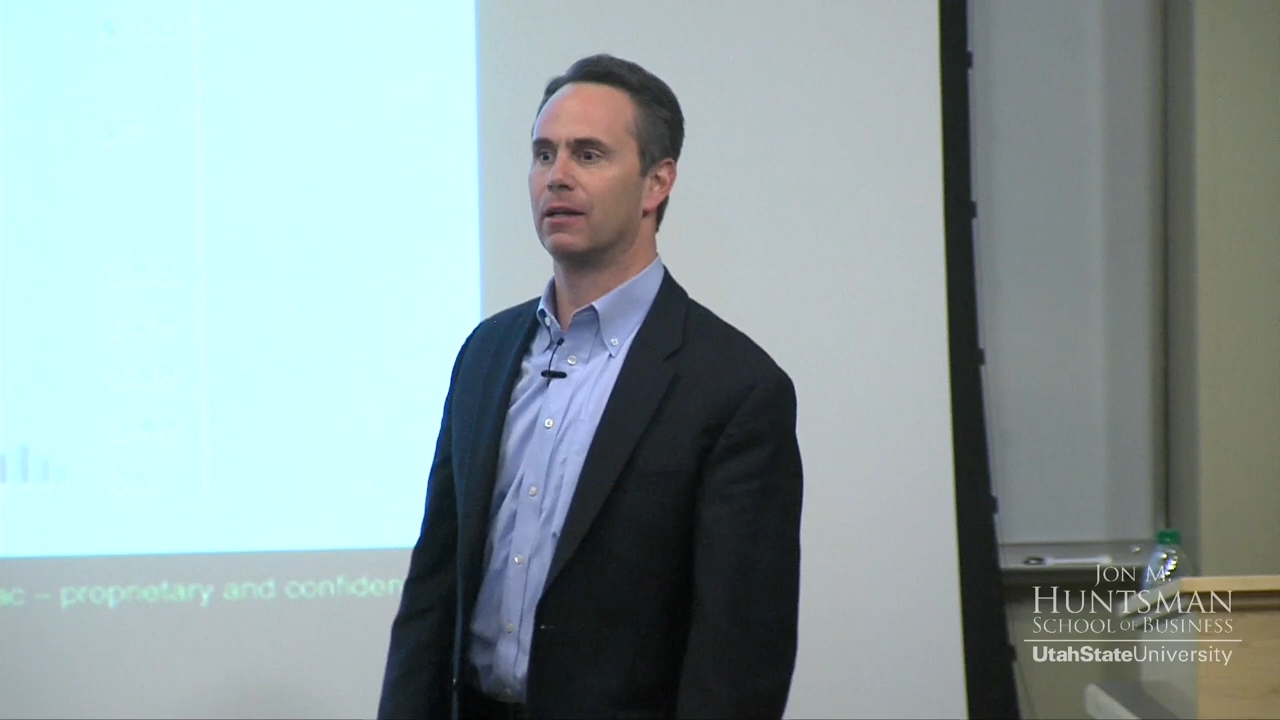 – proprietary and confiden
JON M.
HUNTSMAN
SCHOOL OF BUSINESS
UtahStateUniversity